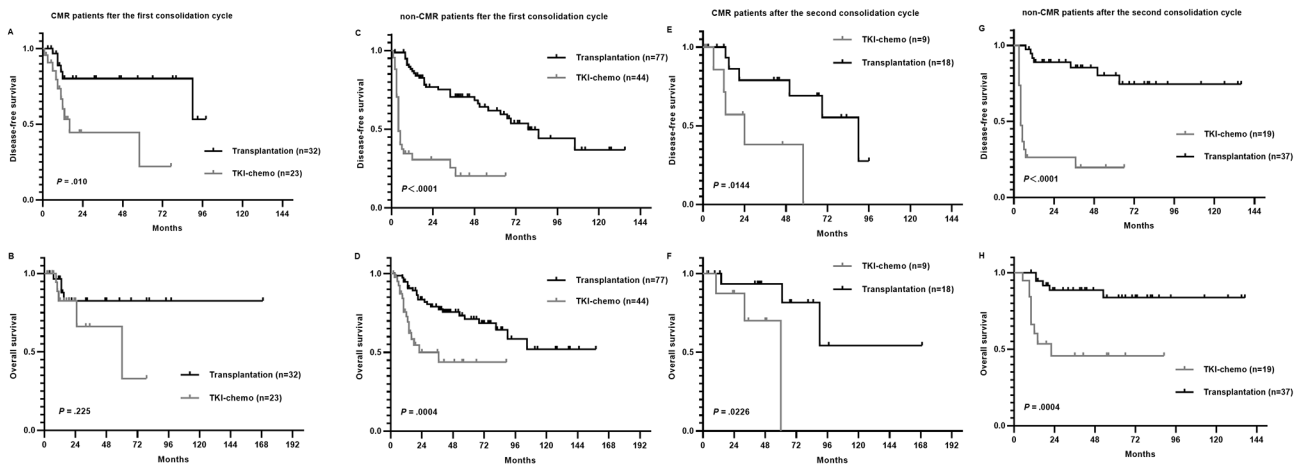 CMR patients fter the first consolidation cycle
non-CMR patients fter the first consolidation cycle
CMR patients after the second consolidation cycle
non-CMR patients after the second consolidation cycle
A
Disease-free survival
1.0
0.5
0.0
Transplantation (n=32)
TKI-chemo (n=23)
P = .010
0 24 48 72 96 120 144
Months
C
Disease-free survival
1.0
0.5
0.0
Transplantation (n=77)
TKI-chemo (n=44)
P<.0001
0 24 48 72 96 120 144
Months
E
Disease-free survival
1.0
0.5
0.0
TKI-chemo (n=9)
Transplantation (n=18)
P = .0144
0 24 48 72 96 120 144
Months
G
Disease-free survival
1.0
0.5
0.0
TKI-chemo (n=19)
Transplantation (n=37)
P<.0001
0 24 48 72 96 120 144
Months
B
Overall survival
1.0
0.5
0.0
Transplantation (n=32)
TKI-chemo (n=23)
P = .225
0 24 48 72 96 120 144 168 192
Months
D
Overall survival
1.0
0.5
0.0
Transplantation (n=77)
TKI-chemo (n=44)
P = .0004
0 24 48 72 96 120 144 168 192
Months
F
Overall survival
1.0
0.5
0.0
TKI-chemo (n=9)
Transplantation (n=18)
P = .0226
0 24 48 72 96 120 144 168 192
Months
H
Overall survival
1.0
0.5
0.0
TKI-chemo (n=19)
Transplantation (n=37)
P = .0004
0 24 48 72 96 120 144 168
Months